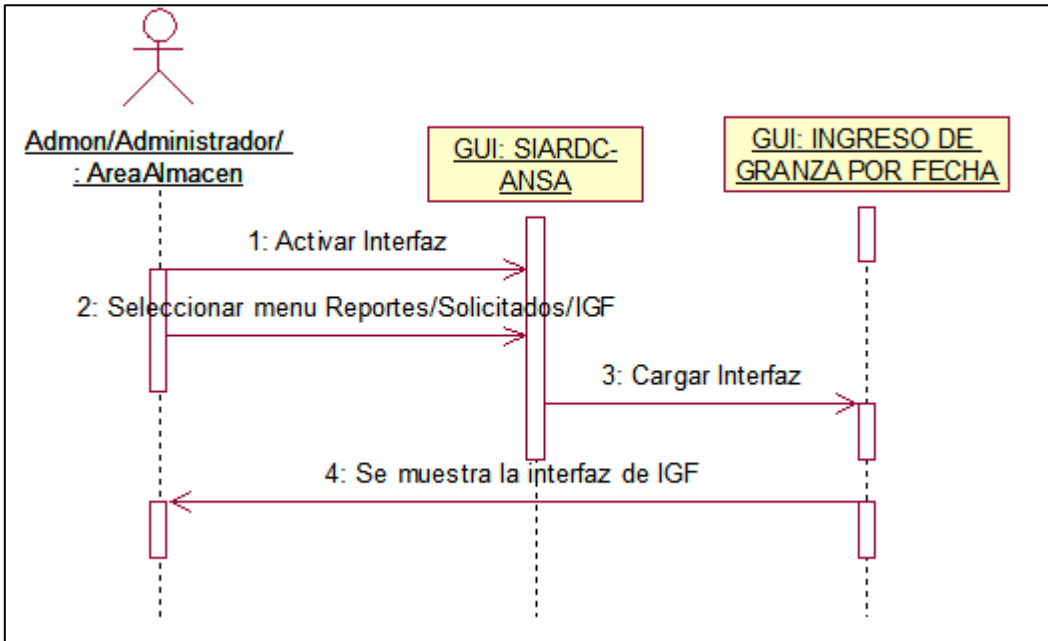 Admon/Administrador/
: AreaAlmacen
GUI: SIARDC-
ANSA
GUI: INGRESO DE
GRANZA POR FECHA
1: Activar Interfaz
2: Seleccionar menu Reportes/Solicitados/IGF
3: Cargar Interfaz
4: Se muestra la interfaz de IGF